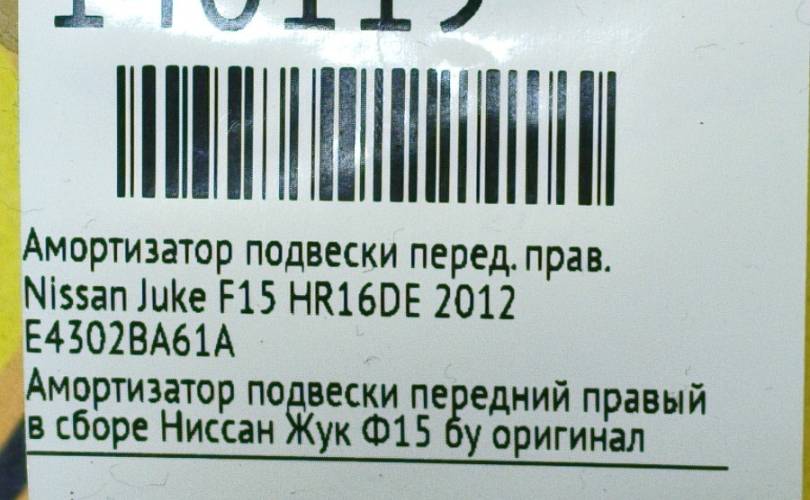 Амортизатор подвески перед. прав.
Nissan Juke F15 HR16DE 2012
E4302BA61A
Амортизатор подвески передний правый
в сборе Ниссан Жук Ф15 бу оригинал